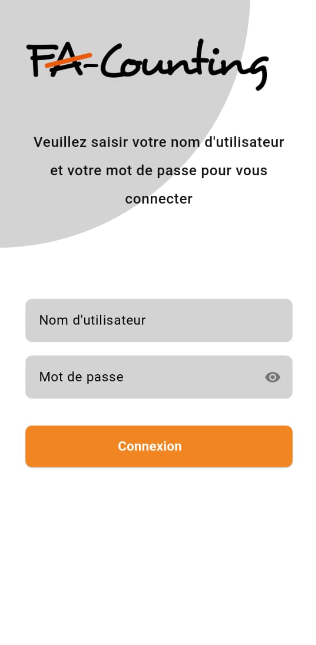 FA-Counting
Veuillez saisir votre nom d'utilisateur
et votre mot de passe pour vous
connecter
Nom d'utilisateur
Mot de passe
Connexion